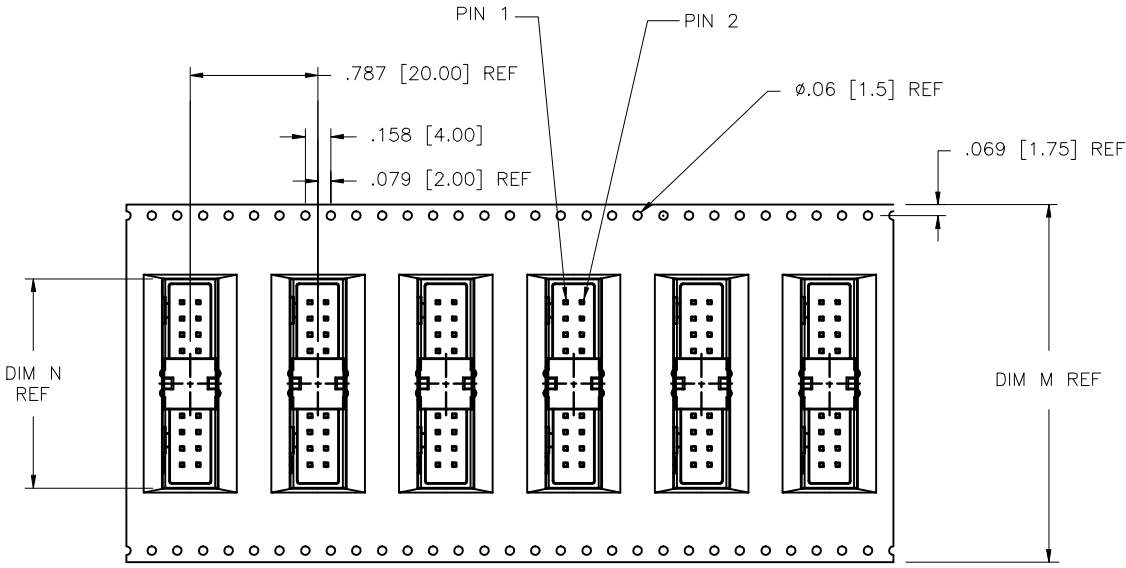 PIN 1
PIN 2
.787 [20.00] REF
ø.06 [1.5] REF
.158 [4.00]
.069 [1.75] REF
.079 [2.00] REF
DIM N
REF
DIM M REF